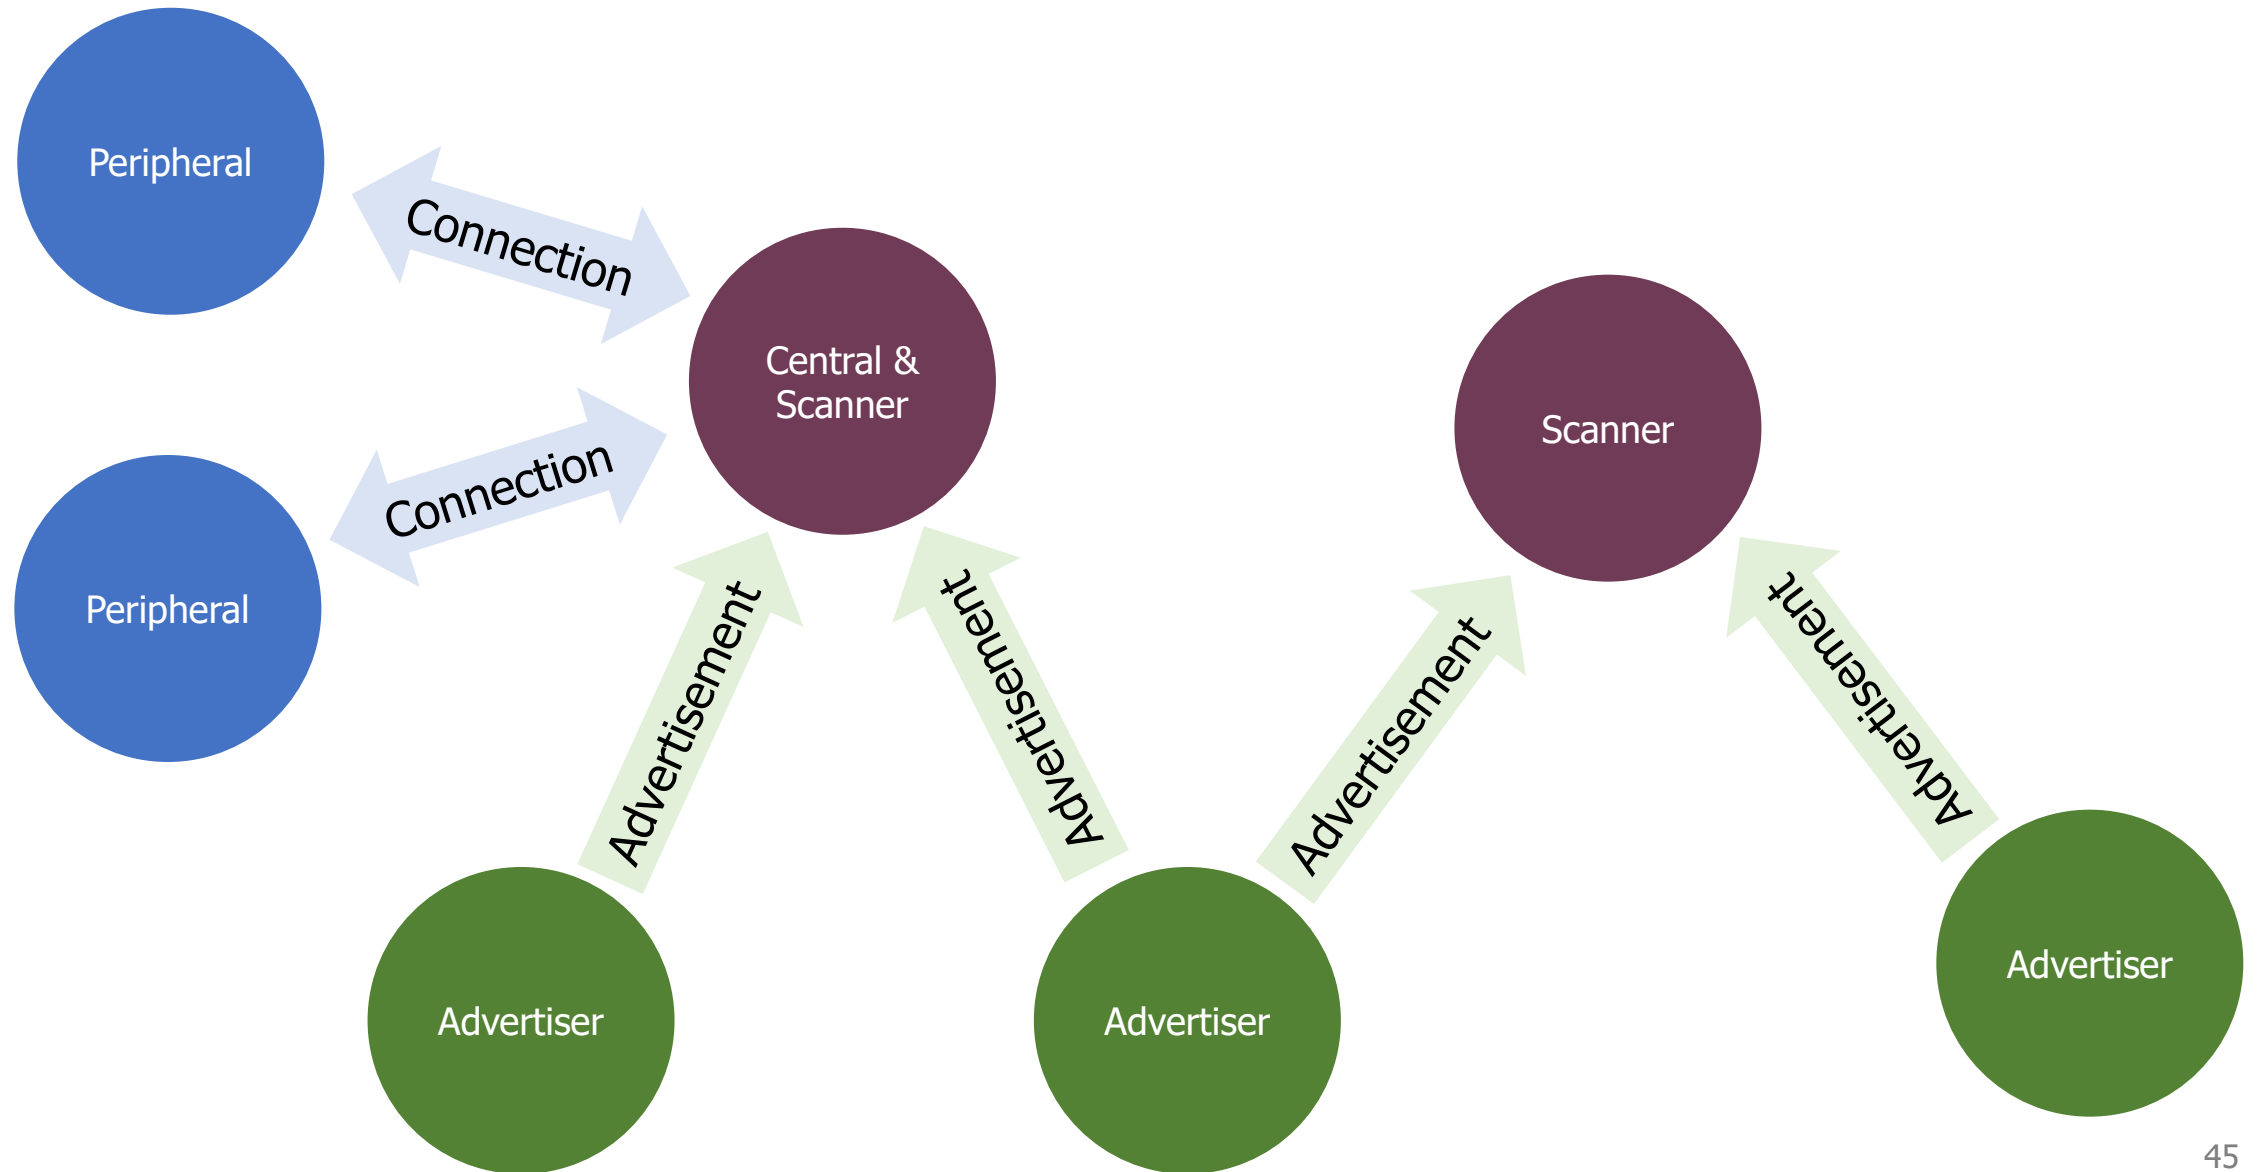 Peripheral
Connection
Central &
Scanner
Scanner
Connection
Peripheral
Advertisement
Advertisement
Advertisement
Advertisement
Advertiser
Advertiser
Advertiser
45